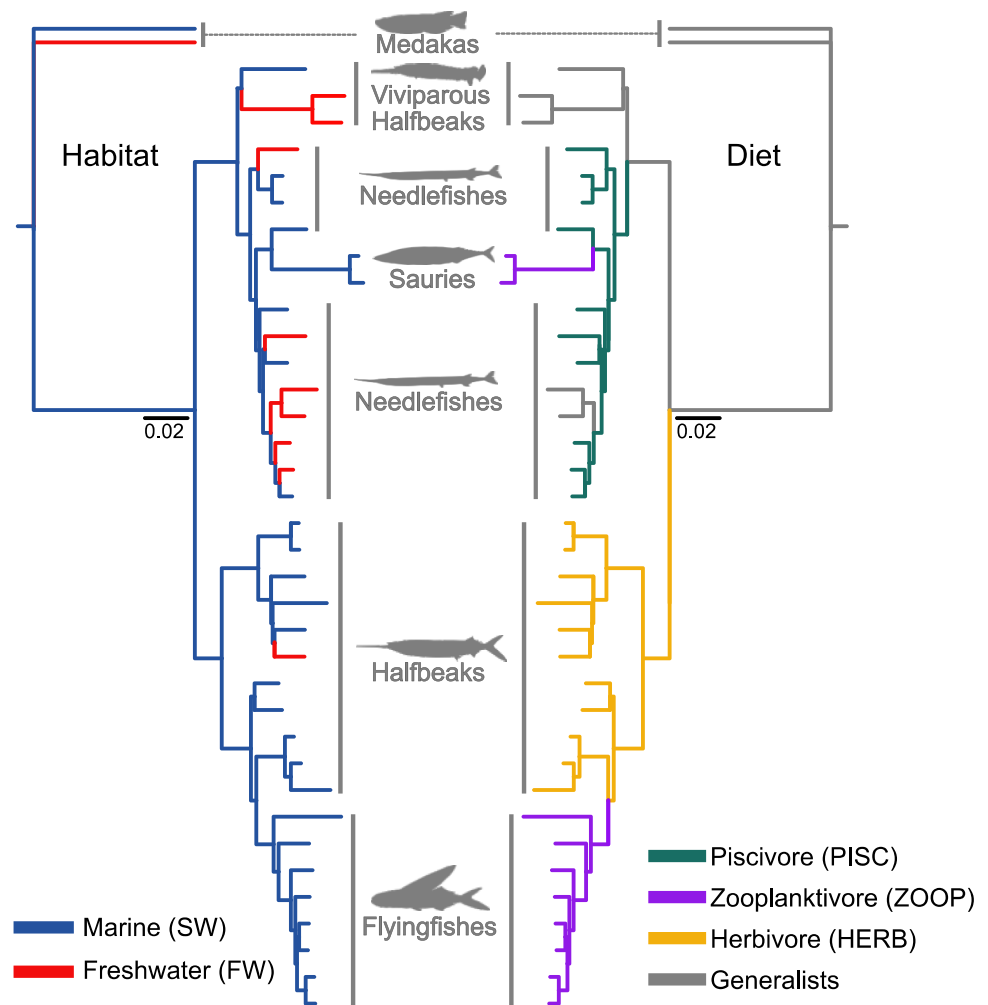 Medakas
Viviparous
Halfbeaks
Habitat
Diet
Needlefishes
Sauries
Needlefishes
0.02
0.02
Halfbeaks
Flyingfishes
Marine (SW)
Freshwater (FW)
Piscivore (PISC)
Zooplanktivore (ZOOP)
Herbivore (HERB)
Generalists